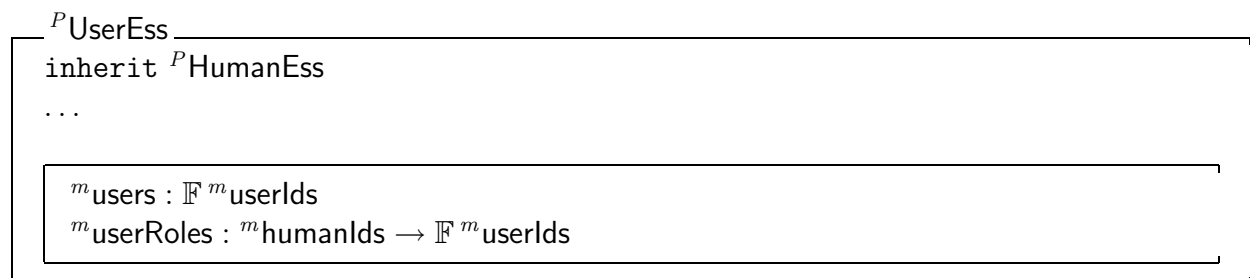 ᴾUserEss
inherit ᴾHumanEss
. . .
ᵐusers : 𝔽 ᵐuserIds
ᵐuserRoles : ᵐhumanIds → 𝔽 ᵐuserIds